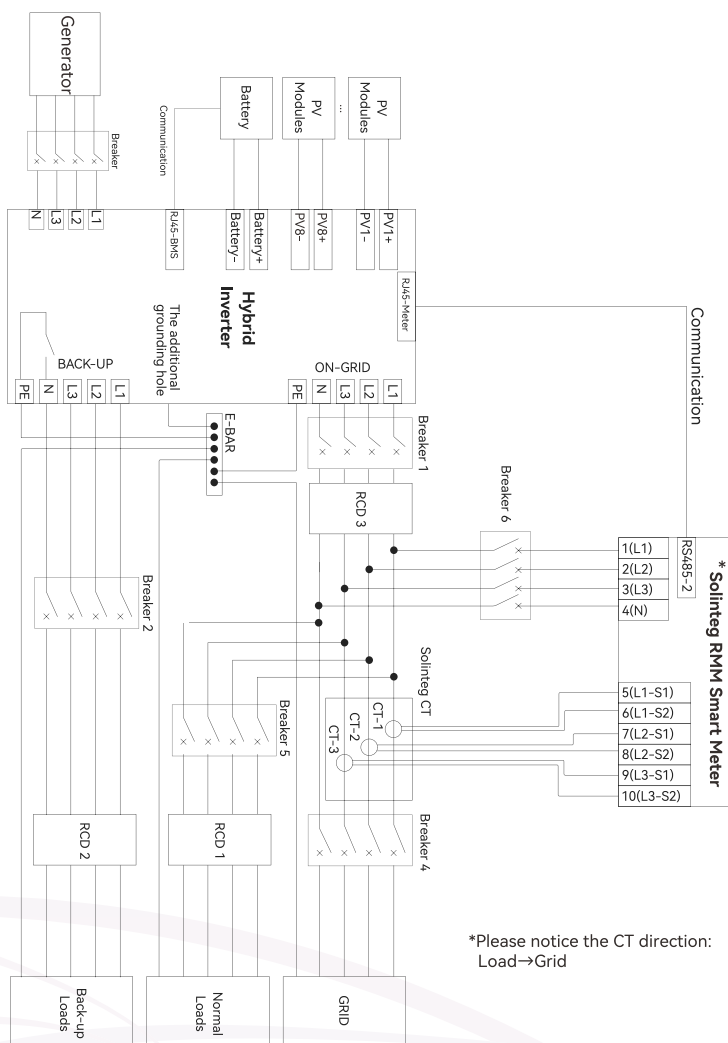 Generator
Breaker
Communication
Battery
PV
Modules
...
PV
Modules
N
L3
L2
L1
RJ45-BMS
Battery-
Battery+
PV8-
PV8+
PV1-
PV1+
RJ45-Meter
Communication
Hybrid
Inverter
The additional
grounding hole
BACK-UP
ON-GRID
PE
N
L3
L2
L1
PE
N
L3
L2
L1
E-BAR
Breaker 1
RCD 3
Breaker 6
RS485-2
* Solinteg RMM Smart Meter
1(L1)
2(L2)
3(L3)
4(N)
5(L1-S1)
6(L1-S2)
7(L2-S1)
8(L2-S2)
9(L3-S1)
10(L3-S2)
Breaker 2
Solinteg CT
CT-1
CT-2
CT-3
Breaker 5
Breaker 4
RCD 2
RCD 1
*Please notice the CT direction:
Load→Grid
Back-up
Loads
Normal
Loads
GRID